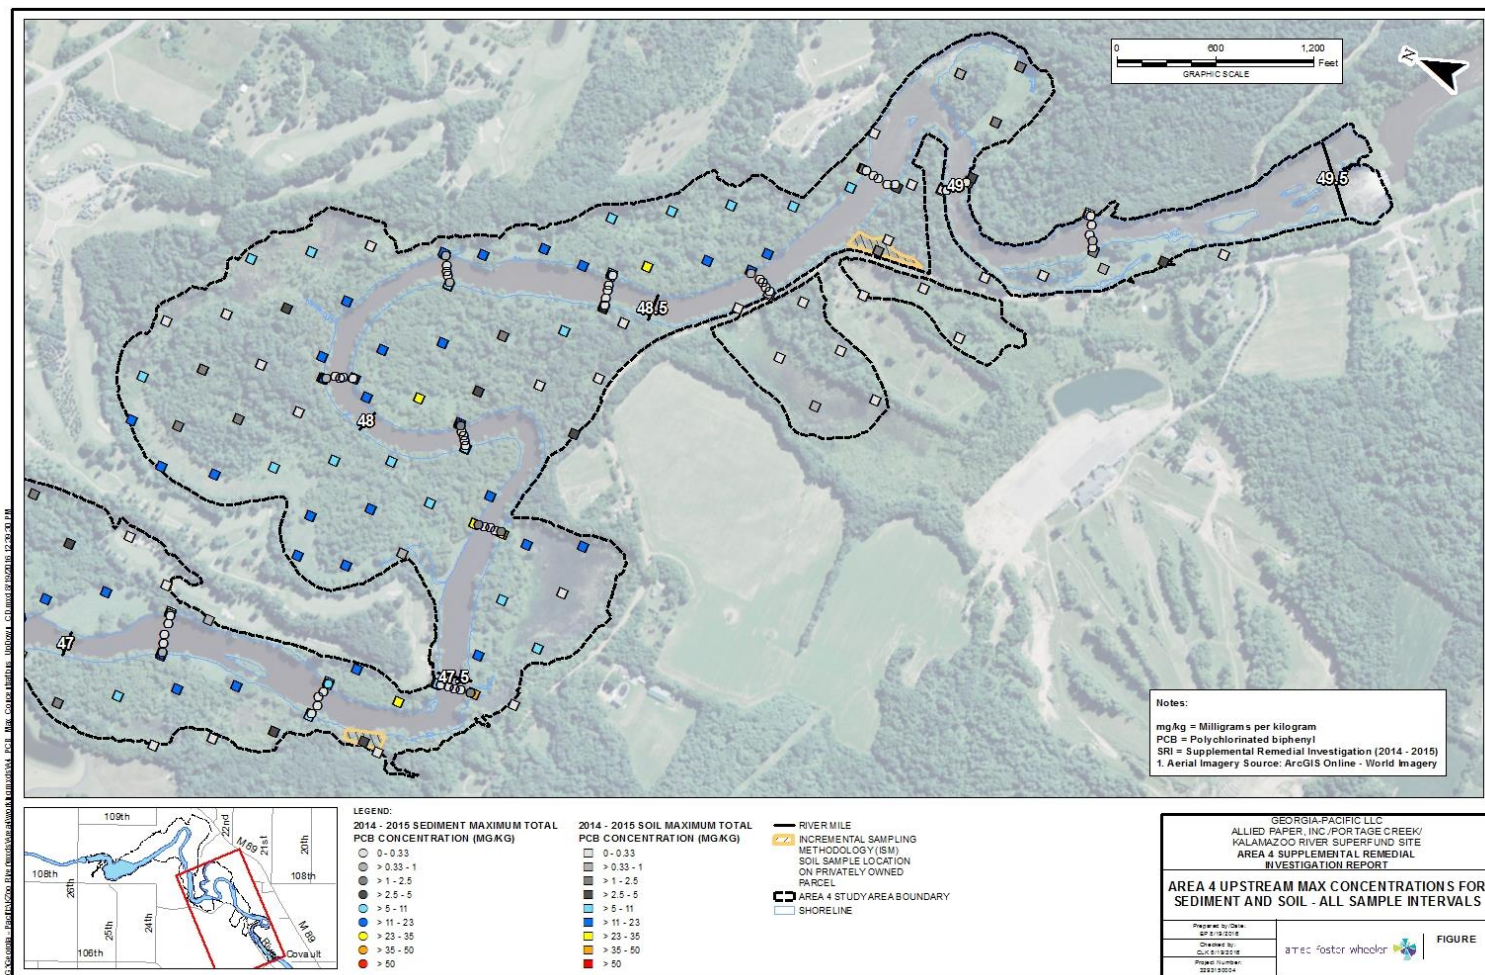 0 600 1,200
Feet
GRAPHIC SCALE
N
49.5
49
48.5
48
47.5
47
Notes:
mg/kg = Milligrams per kilogram
PCB = Polychlorinated biphenyl
SRI = Supplemental Remedial Investigation (2014 - 2015)
1. Aerial Imagery Source: ArcGIS Online - World Imagery
109th
22nd
21st
20th
M 89
108th
108th
26th
25th
24th
M 89
106th
River
Covault
LEGEND:
2014 - 2015 SEDIMENT MAXIMUM TOTAL
PCB CONCENTRATION (MG/KG)
0 - 0.33
> 0.33 - 1
> 1 - 2.5
> 2.5 - 5
> 5 - 11
> 11 - 23
> 23 - 35
> 35 - 50
> 50
2014 - 2015 SOIL MAXIMUM TOTAL
PCB CONCENTRATION (MG/KG)
0 - 0.33
> 0.33 - 1
> 1 - 2.5
> 2.5 - 5
> 5 - 11
> 11 - 23
> 23 - 35
> 35 - 50
> 50
RIVER MILE
INCREMENTAL SAMPLING
METHODOLOGY (ISM)
SOIL SAMPLE LOCATION
ON PRIVATELY OWNED
PARCEL
AREA 4 STUDY AREA BOUNDARY
SHORELINE
GEORGIA-PACIFIC LLC
ALLIED PAPER, INC./PORTAGE CREEK/
KALAMAZOO RIVER SUPERFUND SITE
AREA 4 SUPPLEMENTAL REMEDIAL
INVESTIGATION REPORT
AREA 4 UPSTREAM MAX CONCENTRATIONS FOR
SEDIMENT AND SOIL - ALL SAMPLE INTERVALS
Prepared by/Date:
Checked by:
Project Number:
amec foster wheeler
FIGURE